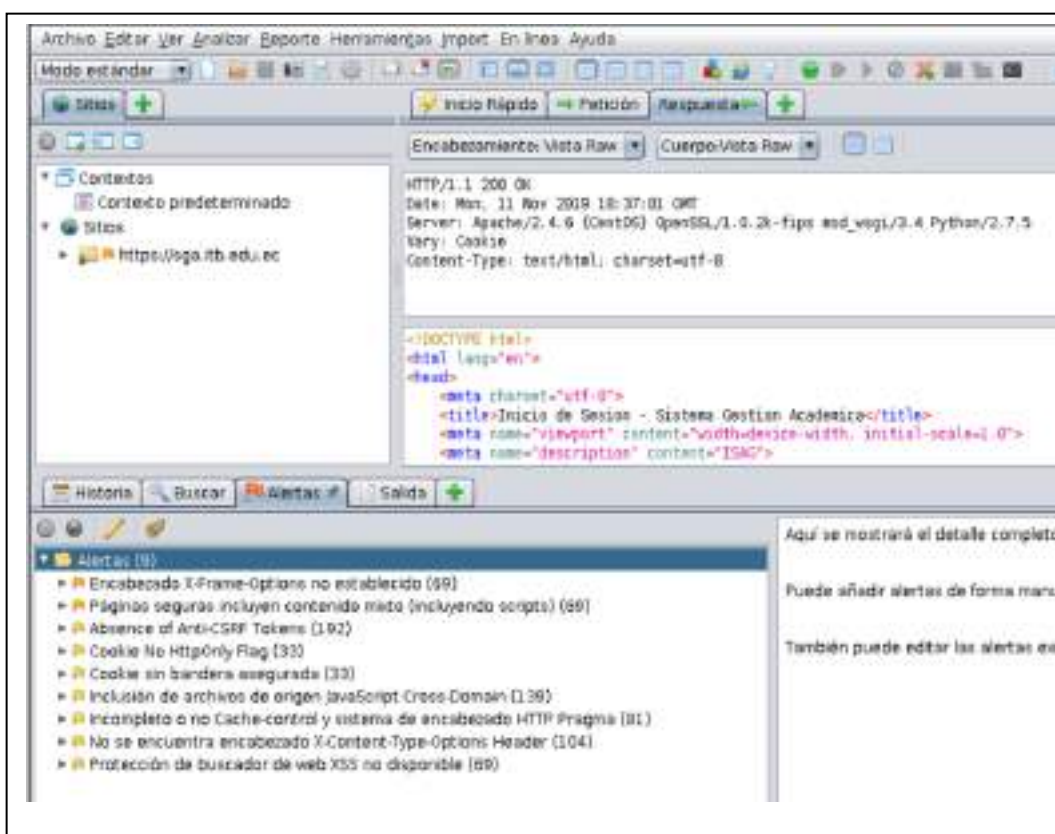 Archivo Editar Ver Analizar Reporte Herramientas Import En línea Ayuda
Modo estándar
Sitios
Inicio Rápido Petición Respuesta
Encabezamiento: Vista Raw Cuerpo:Vista Raw
Contextos
Contexto predeterminado
Sitios
https://sga.itb.edu.ec
HTTP/1.1 200 OK
Date: Mon, 11 Nov 2019 18:37:01 GMT
Server: Apache/2.4.6 (CentOS) OpenSSL/1.0.2k-fips mod_wsgi/3.4 Python/2.7.5
Vary: Cookie
Content-Type: text/html; charset=utf-8
<!DOCTYPE html>
<html lang="en">
<head>
<meta charset="utf-8">
<title>Inicio de Sesion - Sistema Gestion Academica</title>
<meta name="viewport" content="width=device-width, initial-scale=1.0">
<meta name="description" content="ISAG">
Historia Buscar Alertas Salida
Alertas (9)
Encabezado X-Frame-Options no establecido (69)
Páginas seguras incluyen contenido mixto (incluyendo scripts) (69)
Absence of Anti-CSRF Tokens (192)
Cookie No HttpOnly Flag (33)
Cookie sin bandera asegurada (33)
Inclusión de archivos de origen JavaScript Cross-Domain (139)
Incompleto o no Cache-control y sistema de encabezado HTTP Pragma (81)
No se encuentra encabezado X-Content-Type-Options Header (104)
Protección de buscador de web XSS no disponible (69)
Aquí se mostrará el detalle completo
Puede añadir alertas de forma manu
También puede editar las alertas ex